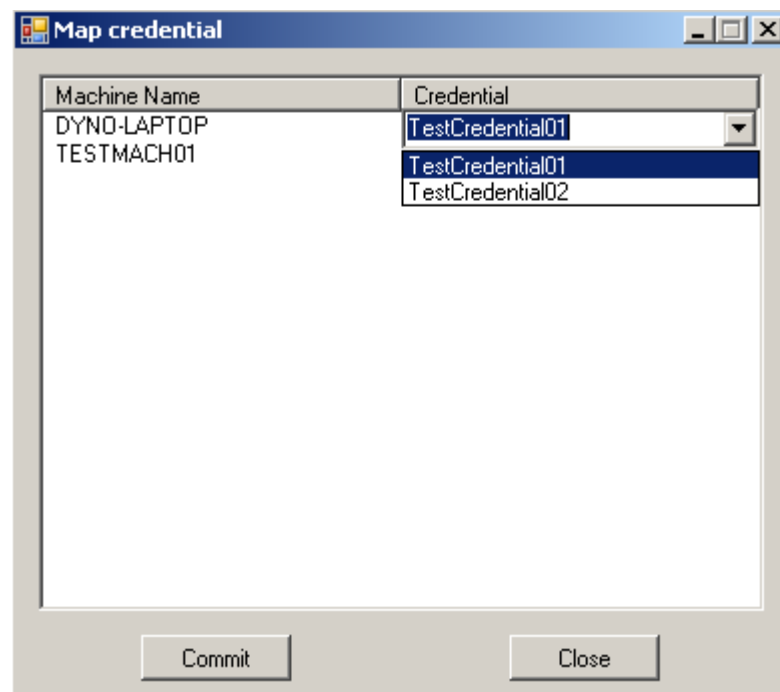 Map credential
Machine Name Credential
DYNO-LAPTOP TestCredential01
TESTMACH01 TestCredential01
TestCredential02
Commit Close